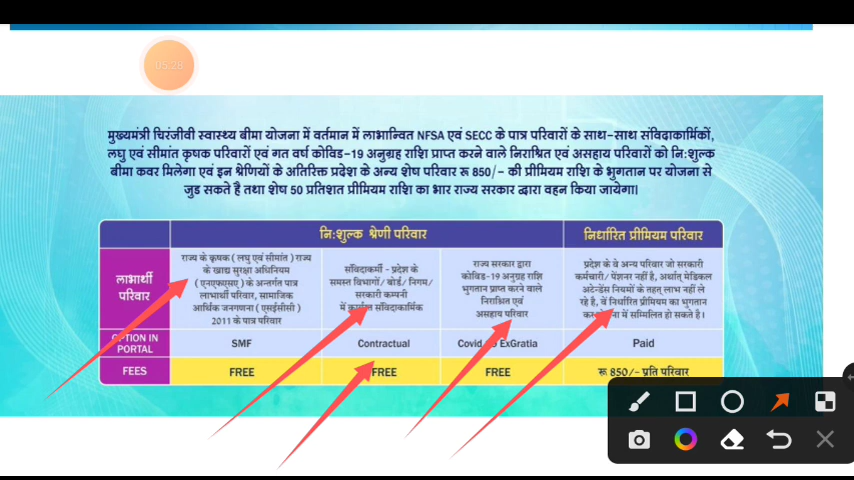 05:28
मुख्यमंत्री चिरंजीवी स्वास्थ्य बीमा योजना में वर्तमान में लाभान्वित NFSA एवं SECC के पात्र परिवारों के साथ-साथ संविदाकार्मिकों,
लघु एवं सीमांत कृषक परिवारों एवं गत वर्ष कोविड-19 अनुग्रह राशि प्राप्त करने वाले निराश्रित एवं असहाय परिवारों को नि:शुल्क
बीमा कवर मिलेगा एवं इन श्रेणियों के अतिरिक्त प्रदेश के अन्य शेष परिवार रू 850/- की प्रीमियम राशि के भुगतान पर योजना से
जुड सकते है तथा शेष 50 प्रतिशत प्रीमियम राशि का भार राज्य सरकार द्वारा वहन किया जायेगा।
नि:शुल्क श्रेणी परिवार
निर्धारित प्रीमियम परिवार
लाभार्थी
परिवार
राज्य के कृषक ( लघु एवं सीमांत ) राज्य
के खाद्य सुरक्षा अधिनियम
( एनएफएसए ) के अन्तर्गत पात्र
लाभार्थी परिवार, सामाजिक
आर्थिक जनगणना ( एसईसीसी )
2011 के पात्र परिवार
संविदाकर्मी - प्रदेश के
समस्त विभागों/ बोर्ड/ निगम/
सरकारी कम्पनी
में संविदाकार्मिक
राज्य सरकार द्वारा
कोविड-19 अनुग्रह राशि
भुगतान प्राप्त करने वाले
निराश्रित एवं
असहाय परिवार
प्रदेश के वे अन्य परिवार जो सरकारी
कर्मचारी/ पेंशनर नहीं है, अर्थात् मेडिकल
अटेन्डेंस नियमों के तहत् लाभ नहीं ले
रहे है, वें निर्धारित प्रीमियम का भुगतान
में सम्मिलित हो सकते है।
OPTION IN
PORTAL
SMF
Contractual
Covid ExGratia
Paid
FEES
FREE
FREE
FREE
रू 850/- प्रति परिवार